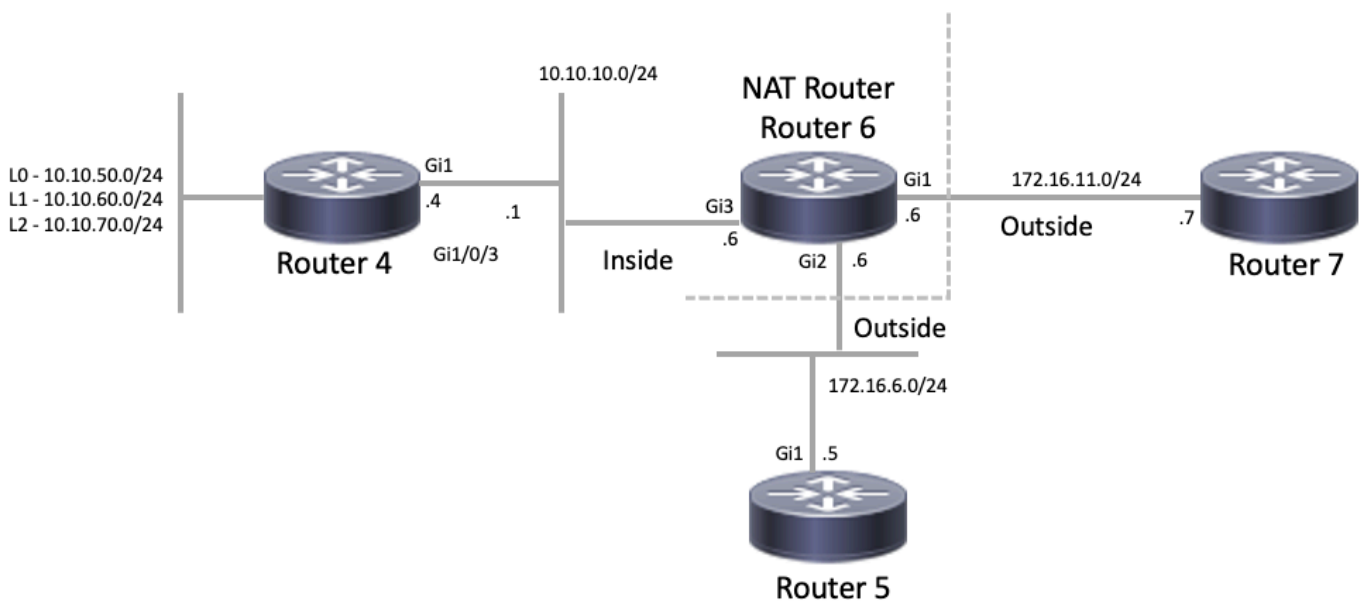 10.10.10.0/24
NAT Router
Router 6
L0 - 10.10.50.0/24
L1 - 10.10.60.0/24
L2 - 10.10.70.0/24
Gi1
.4
.1
Gi1/0/3
Router 4
Gi3
.6
Inside
Gi1
.6
172.16.11.0/24
Outside
.7
Router 7
Gi2
.6
Outside
172.16.6.0/24
Gi1
.5
Router 5